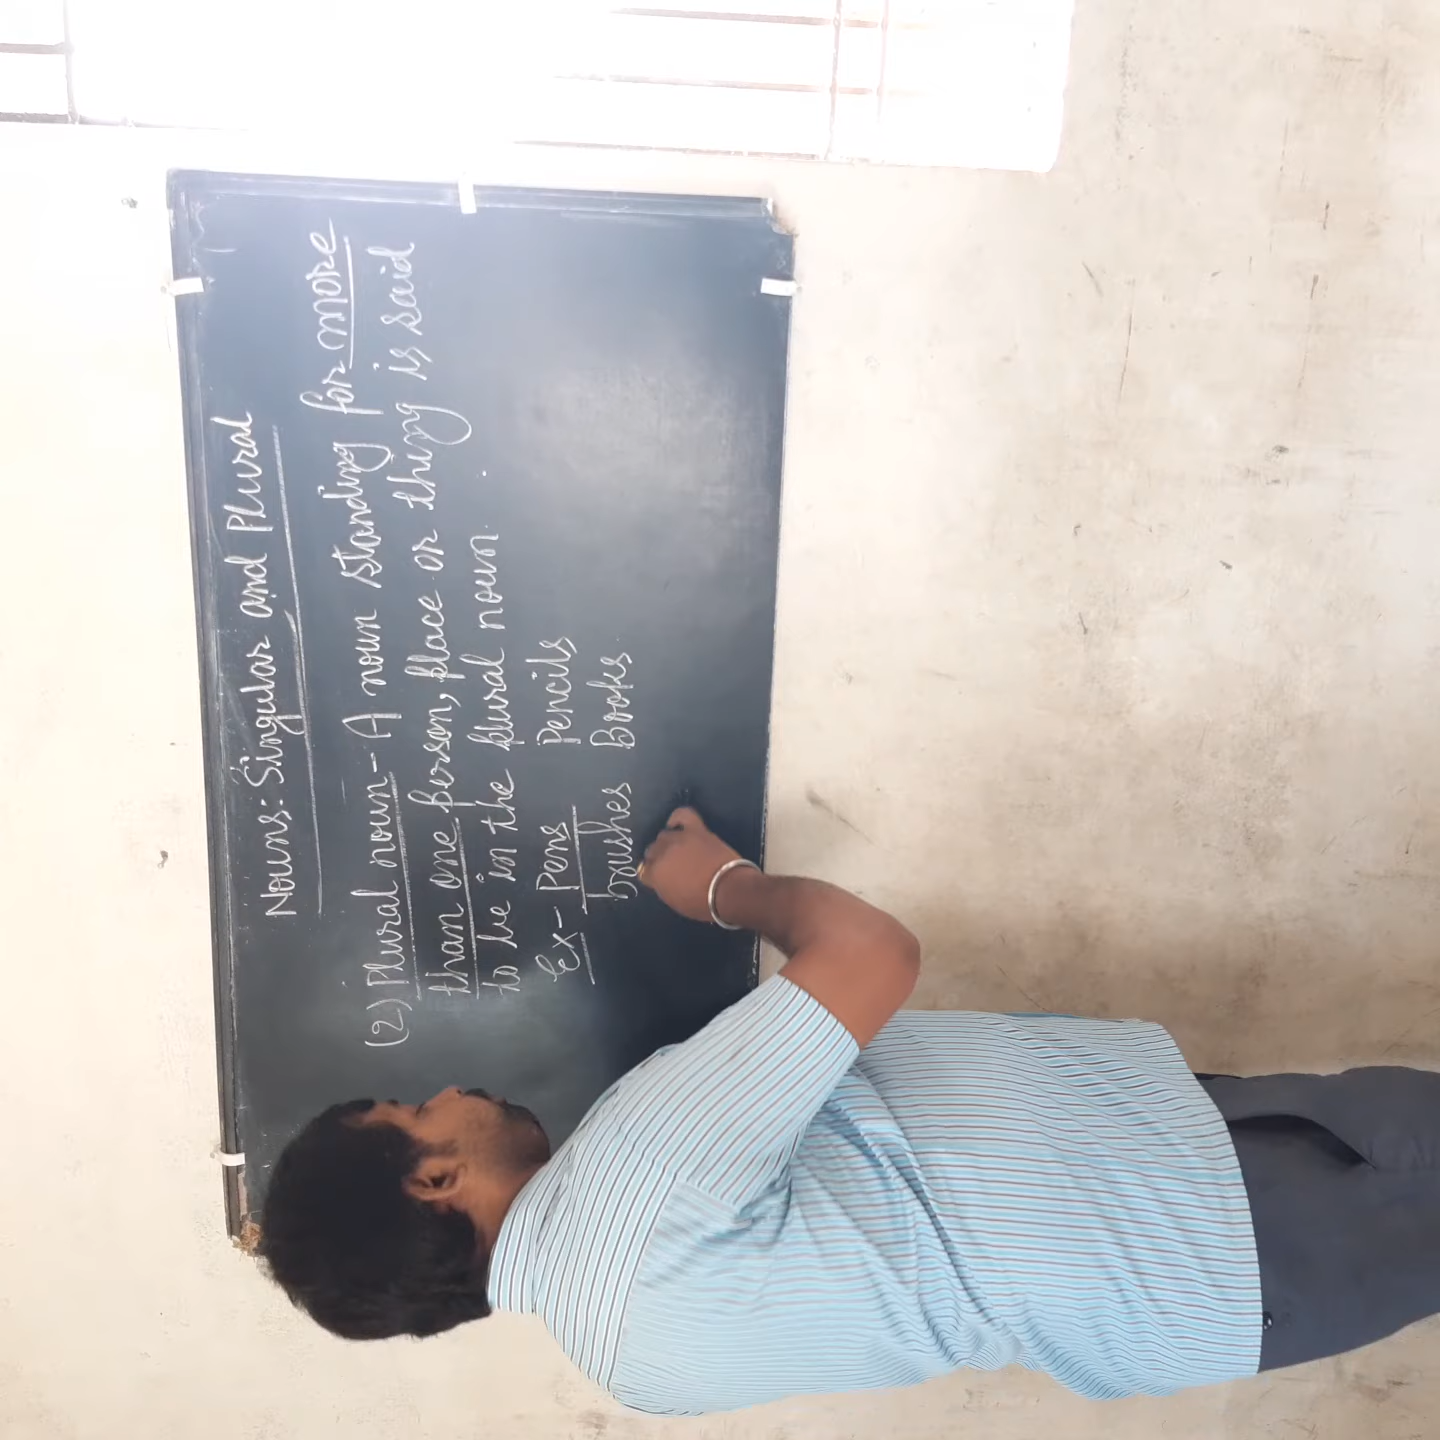 Nouns: Singular and Plural
(2) Plural noun - A noun standing for more
than one person, place or thing is said
to be in the plural noun.
Ex - Pens Pencils
brushes Books